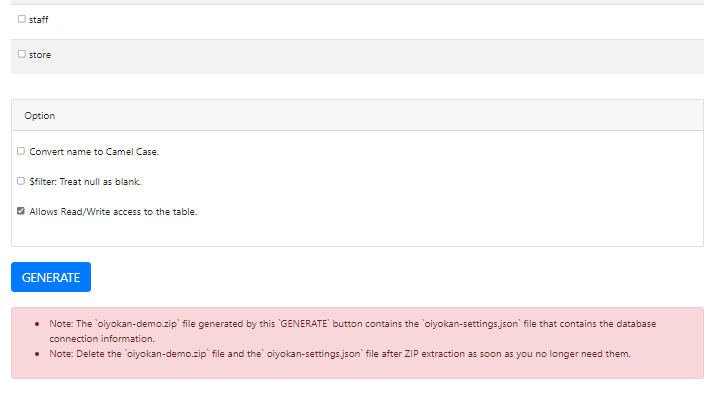 staff
store
Option
Convert name to Camel Case.
$filter: Treat null as blank.
Allows Read/Write access to the table.
GENERATE
Note: The `oiyokan-demo.zip` file generated by this `GENERATE` button contains the `oiyokan-settings.json` file that contains the database
connection information.
Note: Delete the `oiyokan-demo.zip` file and the` oiyokan-settings.json` file after ZIP extraction as soon as you no longer need them.